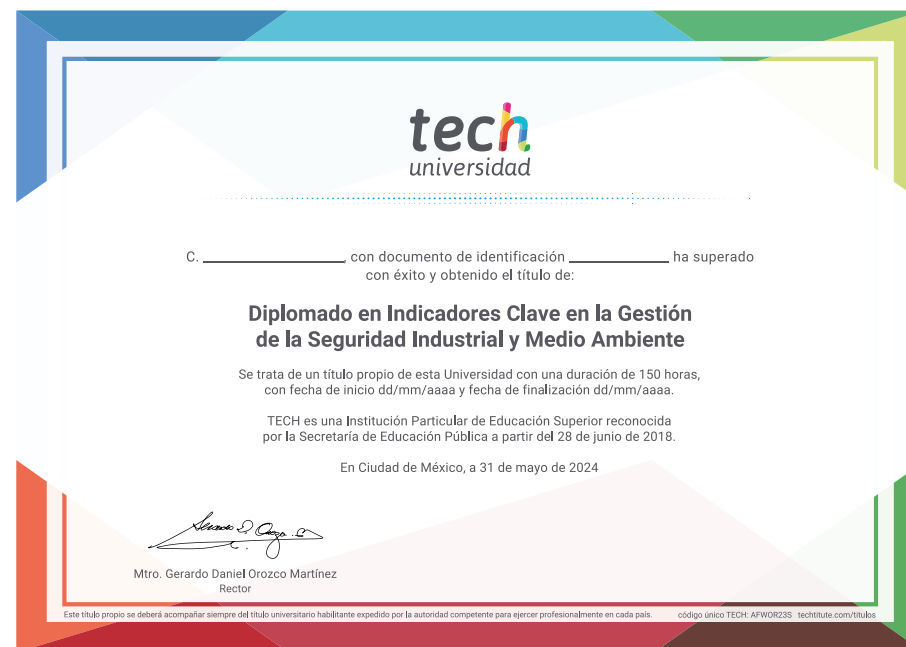 tech
universidad
C. ____________, con documento de identificación ____________ ha superado
con éxito y obtenido el título de:
Diplomado en Indicadores Clave en la Gestión
de la Seguridad Industrial y Medio Ambiente
Se trata de un título propio de esta Universidad con una duración de 150 horas,
con fecha de inicio dd/mm/aaaa y fecha de finalización dd/mm/aaaa.
TECH es una Institución Particular de Educación Superior reconocida
por la Secretaría de Educación Pública a partir del 28 de junio de 2018.
En Ciudad de México, a 31 de mayo de 2024
Mtro. Gerardo Daniel Orozco Martínez
Rector
Este título propio se deberá acompañar siempre del título universitario habilitante expedido por la autoridad competente para ejercer profesionalmente en cada país. código único TECH: AFWOR23S techtitute.com/titulos